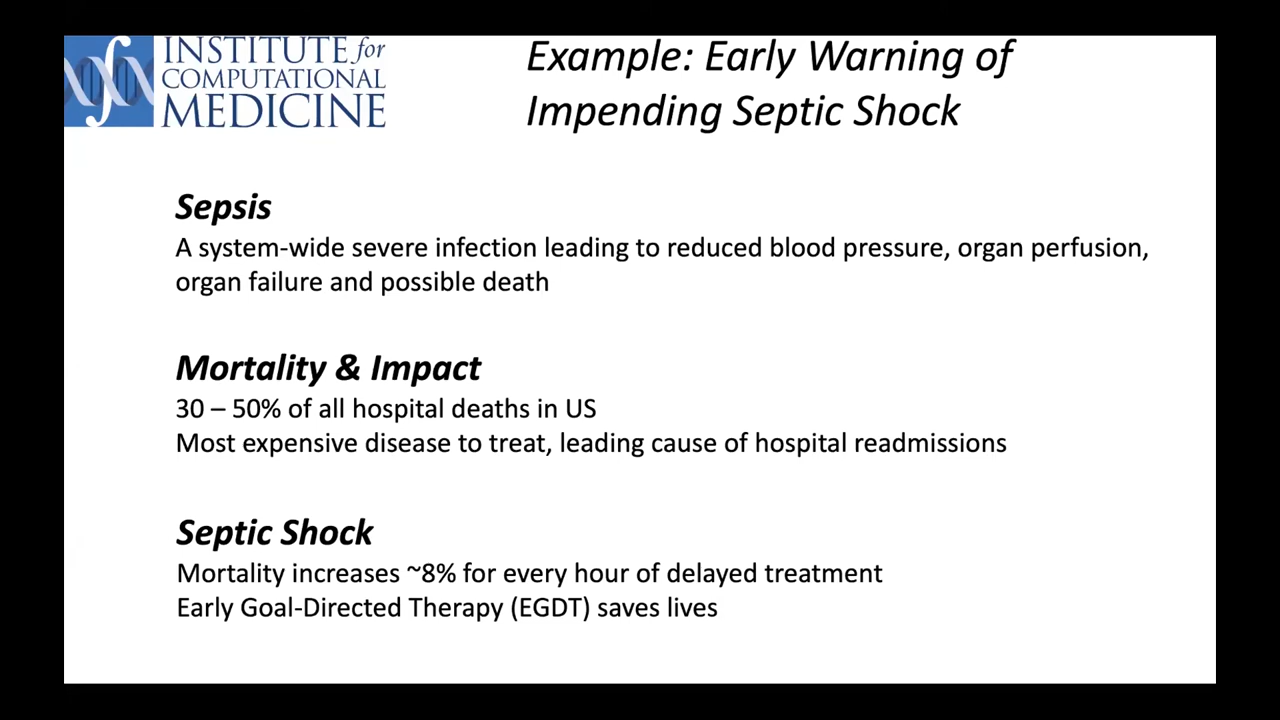 INSTITUTE for
COMPUTATIONAL
MEDICINE
Example: Early Warning of
Impending Septic Shock
Sepsis
A system-wide severe infection leading to reduced blood pressure, organ perfusion,
organ failure and possible death
Mortality & Impact
30 – 50% of all hospital deaths in US
Most expensive disease to treat, leading cause of hospital readmissions
Septic Shock
Mortality increases ~8% for every hour of delayed treatment
Early Goal-Directed Therapy (EGDT) saves lives